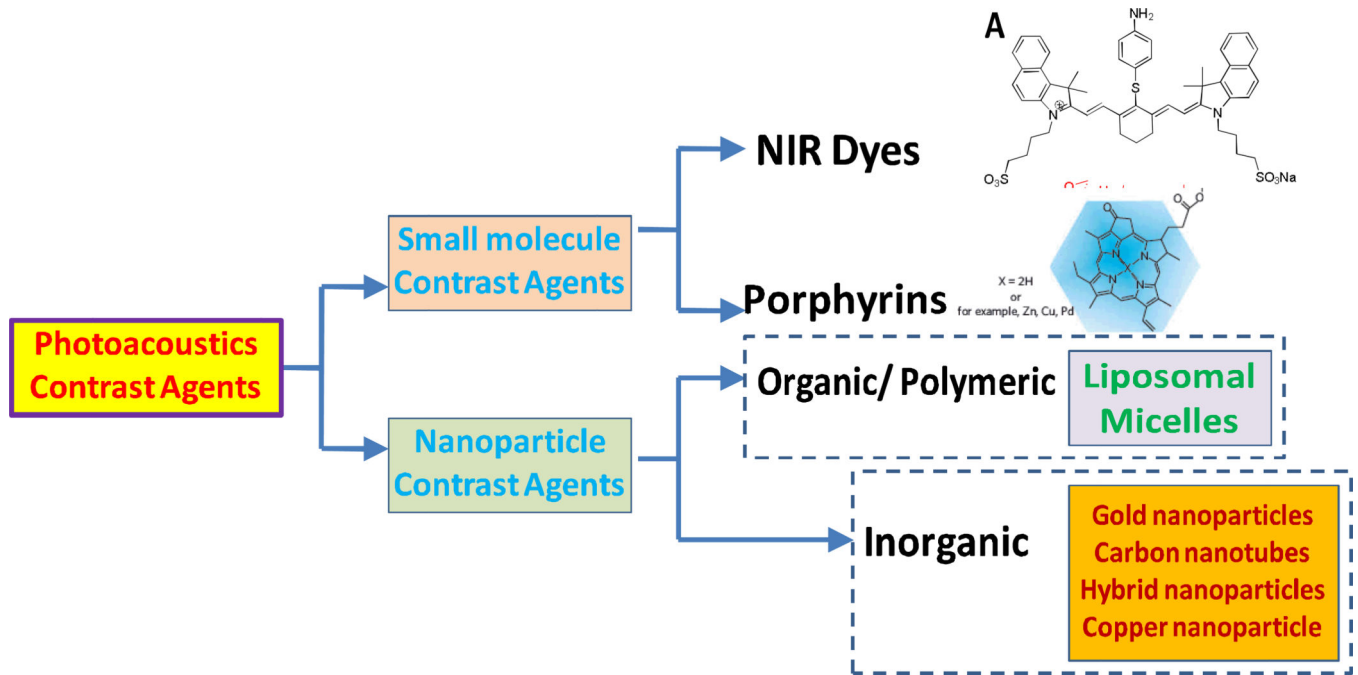 A
NH2
S
N
N
O3S
SO3Na
NIR Dyes
Small molecule
Contrast Agents
O
O
N
N
N
N
X = 2H
or
for example, Zn, Cu, Pd
Porphyrins
Photoacoustics
Contrast Agents
Organic/ Polymeric
Liposomal
Micelles
Nanoparticle
Contrast Agents
Inorganic
Gold nanoparticles
Carbon nanotubes
Hybrid nanoparticles
Copper nanoparticle